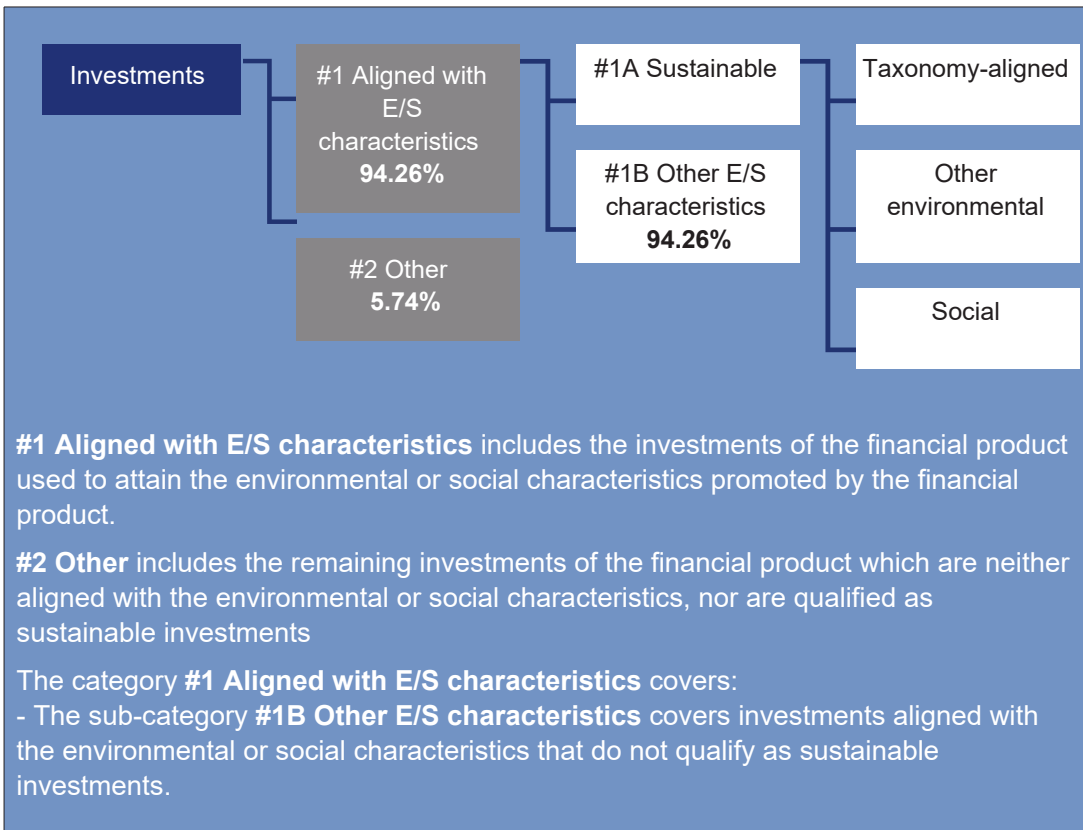 Investments
#1 Aligned with
E/S
characteristics
94.26%
#2 Other
5.74%
#1A Sustainable
#1B Other E/S
characteristics
94.26%
Taxonomy-aligned
Other
environmental
Social
#1 Aligned with E/S characteristics includes the investments of the financial product
used to attain the environmental or social characteristics promoted by the financial
product.
#2 Other includes the remaining investments of the financial product which are neither
aligned with the environmental or social characteristics, nor are qualified as
sustainable investments
The category #1 Aligned with E/S characteristics covers:
- The sub-category #1B Other E/S characteristics covers investments aligned with
the environmental or social characteristics that do not qualify as sustainable
investments.